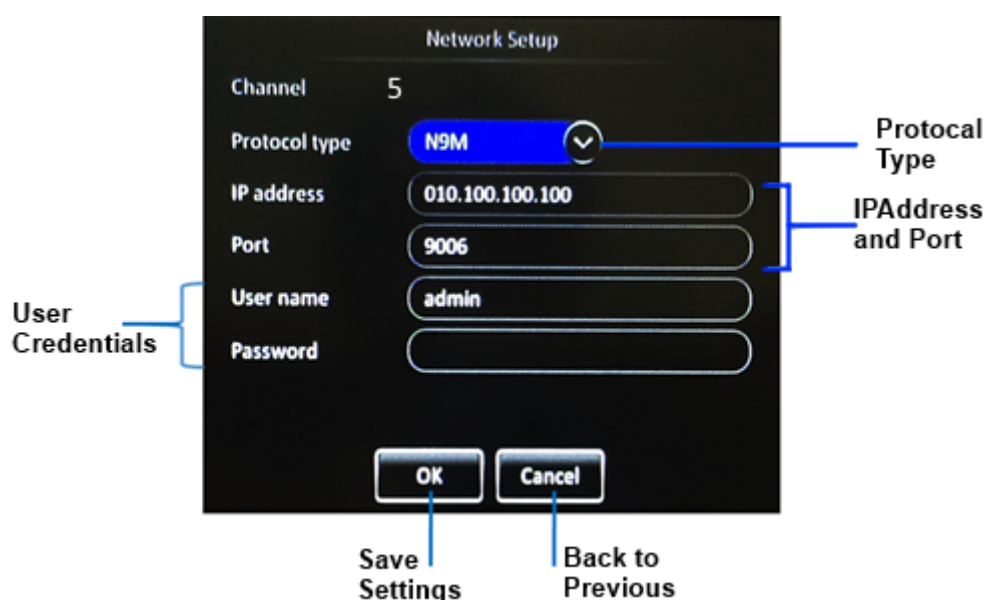 Network Setup
Channel 5
Protocol type N9M
Protocal
Type
IP address 010.100.100.100
IPAddress
and Port
Port 9006
User name admin
User
Credentials
Password
OK Cancel
Save
Settings
Back to
Previous